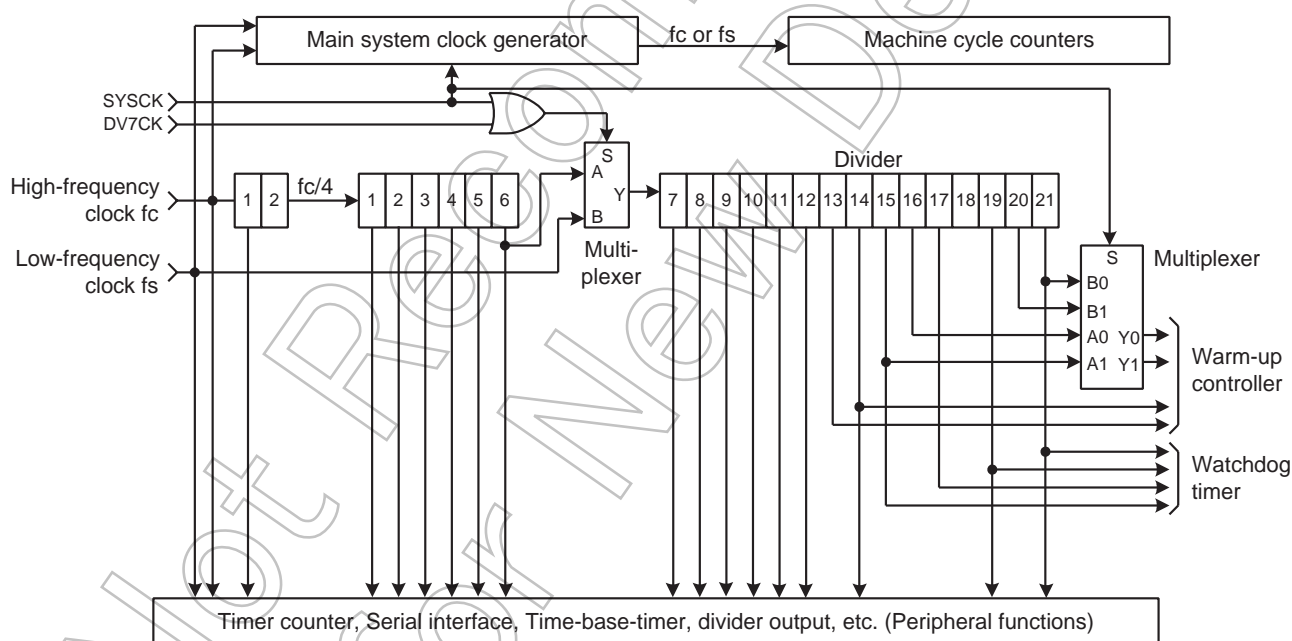 Main system clock generator
fc or fs
Machine cycle counters
SYSCK
DV7CK
High-frequency
clock fc
Low-frequency
clock fs
1 2
fc/4
1 2 3 4 5 6
S
A
B
Y
Multi-
plexer
Divider
7 8 9 10 11 12 13 14 15 16 17 18 19 20 21
S
B0
B1
A0 Y0
A1 Y1
Multiplexer
Warm-up
controller
Watchdog
timer
Timer counter, Serial interface, Time-base-timer, divider output, etc. (Peripheral functions)